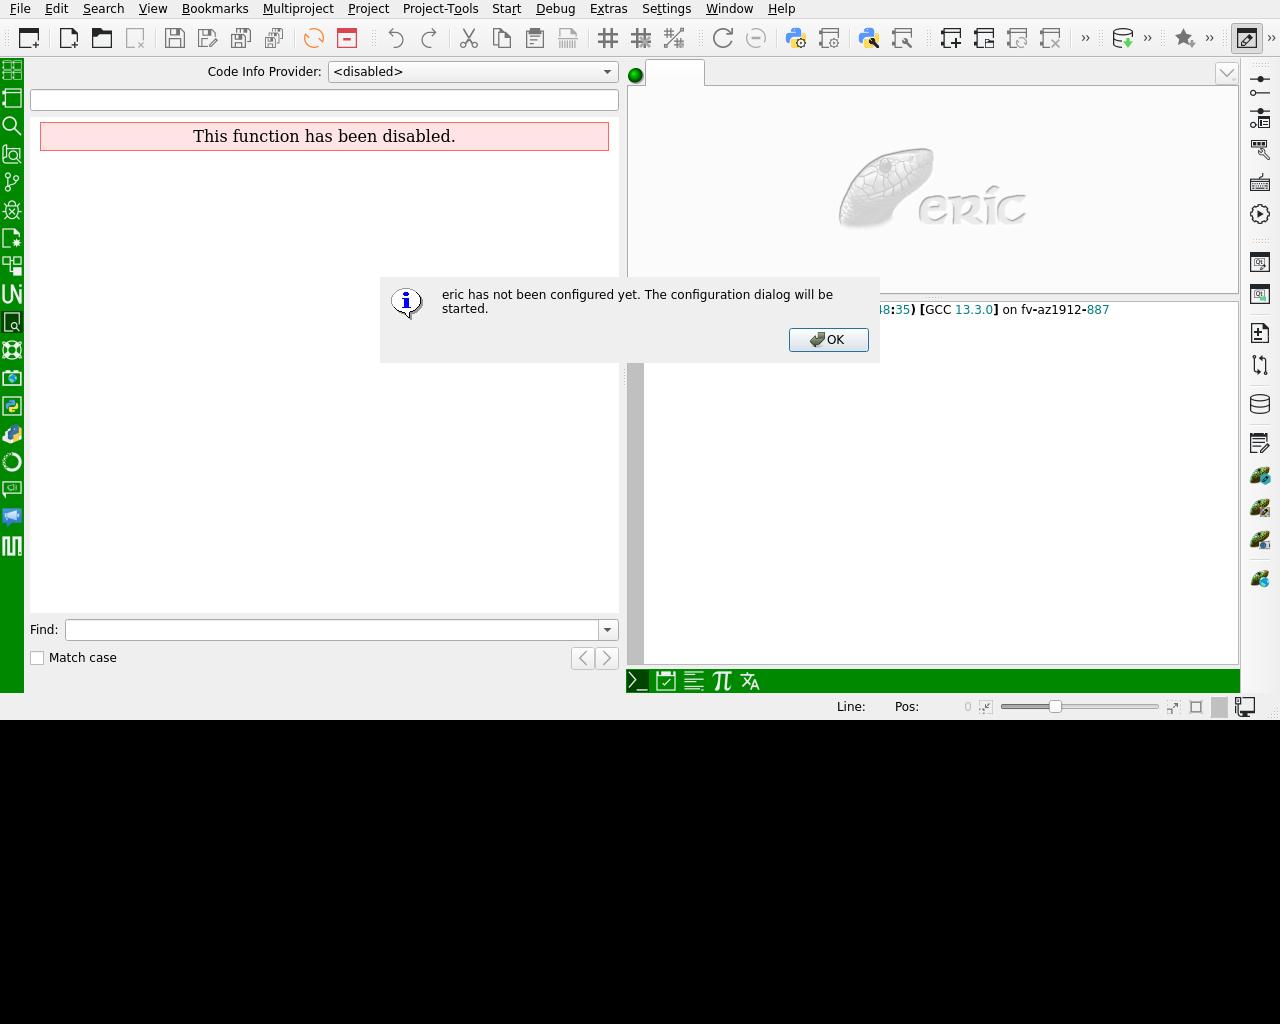 File Edit Search View Bookmarks Multiproject Project Project-Tools Start Debug Extras Settings Window Help
Code Info Provider: <disabled>
This function has been disabled.
eric
eric has not been configured yet. The configuration dialog will be
started.
OK
8:35) [GCC 13.3.0] on fv-az1912-887
Find:
Match case
Line: Pos: 0